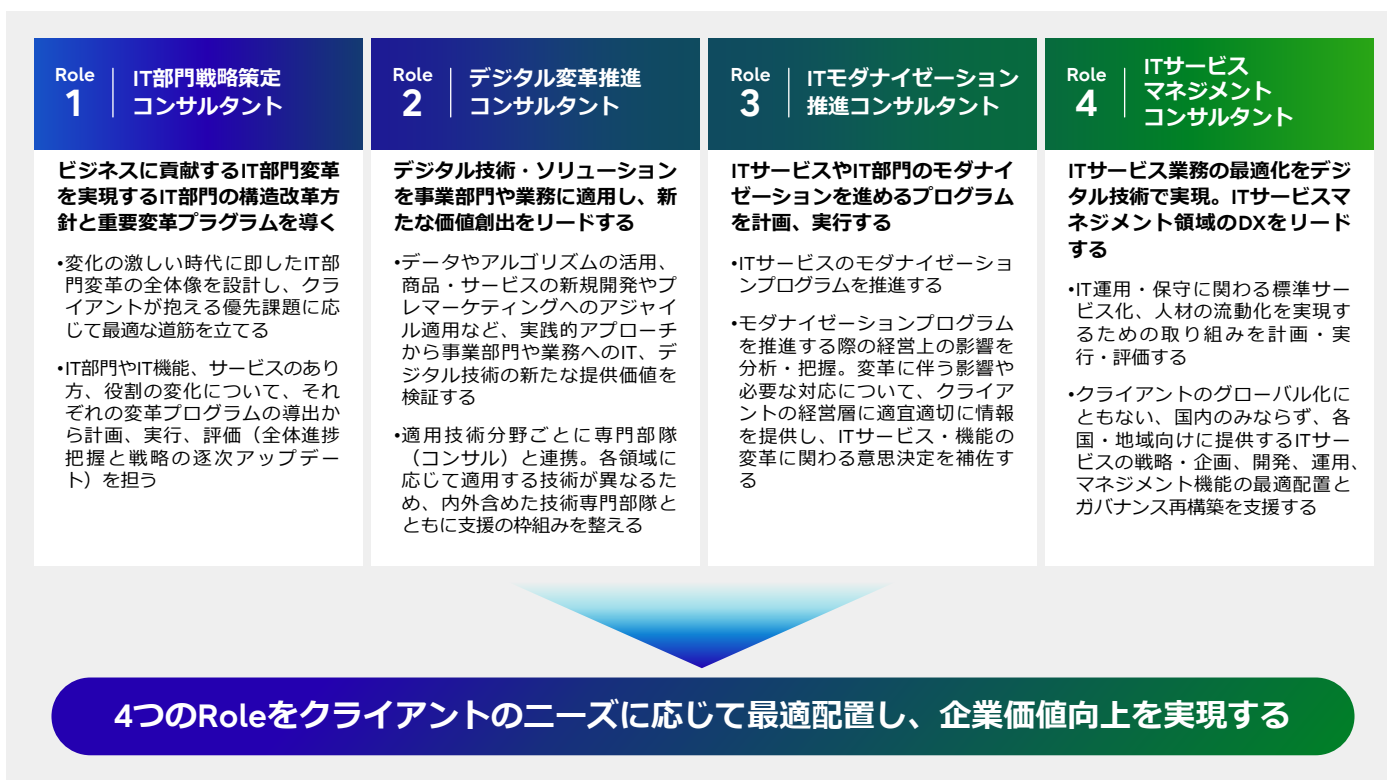 Role
1
IT部門戦略策定
コンサルタント
ビジネスに貢献するIT部門変革
を実現するIT部門の構造改革方
針と重要変革プラグラムを導く
•変化の激しい時代に即したIT部
門変革の全体像を設計し、クラ
イアントが抱える優先課題に応
じて最適な道筋を立てる
•IT部門やIT機能、サービスのあり
方、役割の変化について、それ
ぞれの変革プログラムの導出か
ら計画、実行、評価（全体進捗
把握と戦略の逐次アップデー
ト）を担う
Role
2
デジタル変革推進
コンサルタント
デジタル技術・ソリューション
を事業部門や業務に適用し、新
たな価値創出をリードする
•データやアルゴリズムの活用、
商品・サービスの新規開発やプ
レマーケティングへのアジャイ
ル適用など、実践的アプローチ
から事業部門や業務へのIT、デ
ジタル技術の新たな提供価値を
検証する
•適用技術分野ごとに専門部隊
（コンサル）と連携。各領域に
応じて適用する技術が異なるた
め、内外含めた技術専門部隊と
ともに支援の枠組みを整える
Role
3
ITモダナイゼーション
推進コンサルタント
ITサービスやIT部門のモダナイ
ゼーションを進めるプログラム
を計画、実行する
•ITサービスのモダナイゼーショ
ンプログラムを推進する
•モダナイゼーションプログラム
を推進する際の経営上の影響を
分析・把握。変革に伴う影響や
必要な対応について、クライア
ントの経営層に適宜適切に情報
を提供し、ITサービス・機能の
変革に関わる意思決定を補佐す
る
Role
4
ITサービス
マネジメント
コンサルタント
ITサービス業務の最適化をデジ
タル技術で実現。ITサービスマ
ネジメント領域のDXをリード
する
•IT運用・保守に関わる標準サー
ビス化、人材の流動化を実現す
るための取り組みを計画・実
行・評価する
•クライアントのグローバル化に
ともない、国内のみならず、各
国・地域向けに提供するITサー
ビスの戦略・企画、開発、運用、
マネジメント機能の最適配置と
ガバナンス再構築を支援する
4つのRoleをクライアントのニーズに応じて最適配置し、企業価値向上を実現する